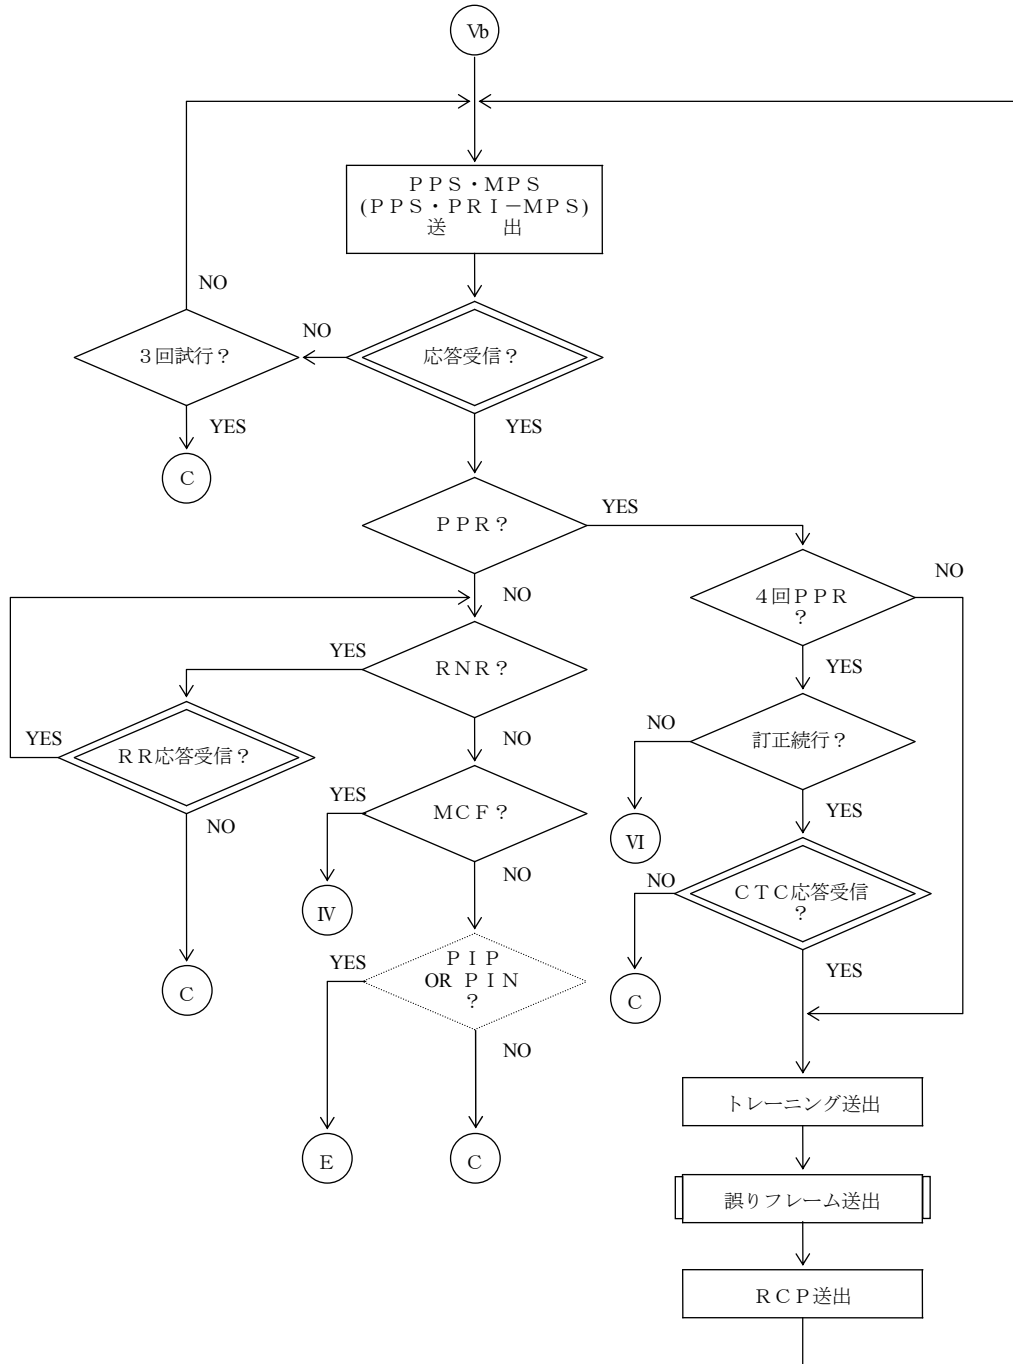 Ⅴb
ＰＰＳ・ＭＰＳ
(ＰＰＳ・ＰＲＩ－ＭＰＳ)
送　　出
NO
３回試行？
NO
応答受信？
YES
YES
Ｃ
ＰＰＲ？
YES
NO
４回ＰＰＲ
？
NO
YES
YES
ＲＮＲ？
NO
訂正続行？
NO
YES
YES
ＲＲ応答受信？
NO
YES
ＭＣＦ？
NO
Ⅵ
NO
ＣＴＣ応答受信
？
YES
Ⅳ
YES
ＰＩＰ
OR ＰＩＮ
？
NO
Ｃ
Ｃ
トレーニング送出
Ｅ
Ｃ
誤りフレーム送出
ＲＣＰ送出